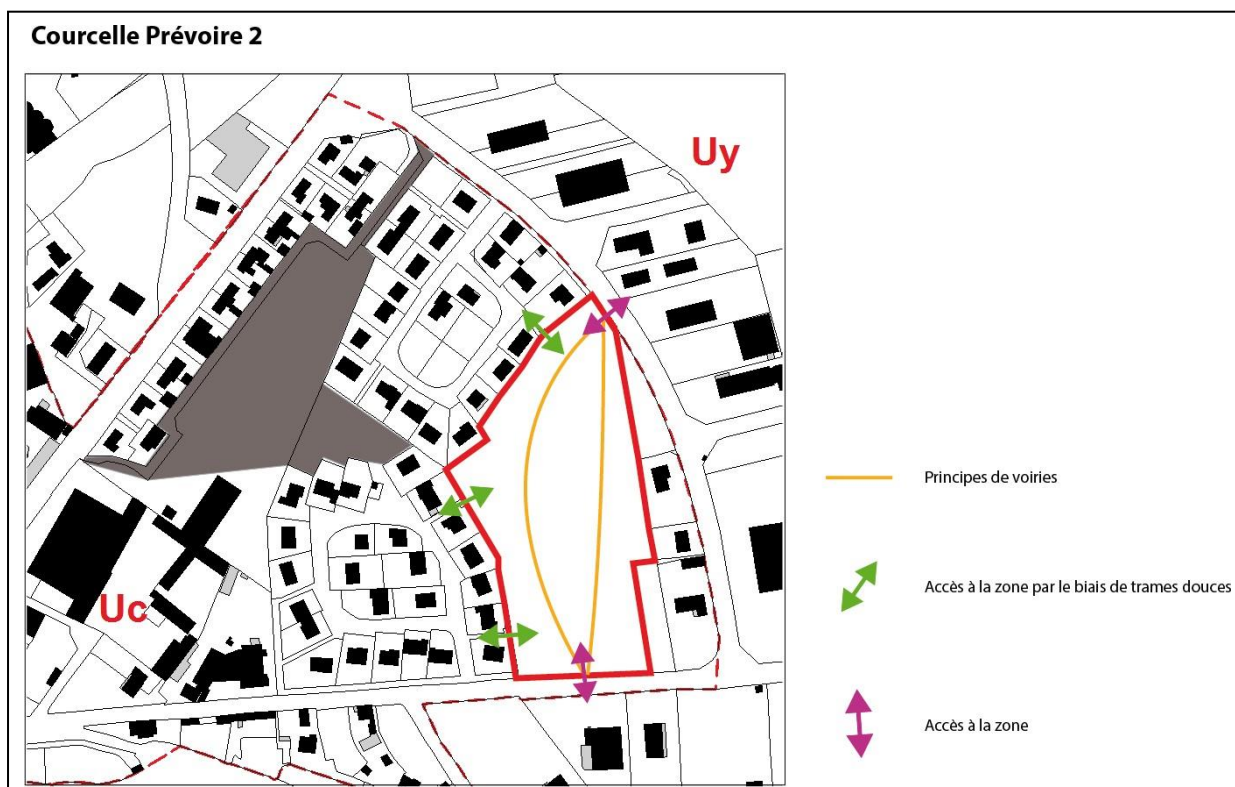 Courcelle Prévoire 2
Uy
Uc
Principes de voiries
Accès à la zone par le biais de trames douces
Accès à la zone